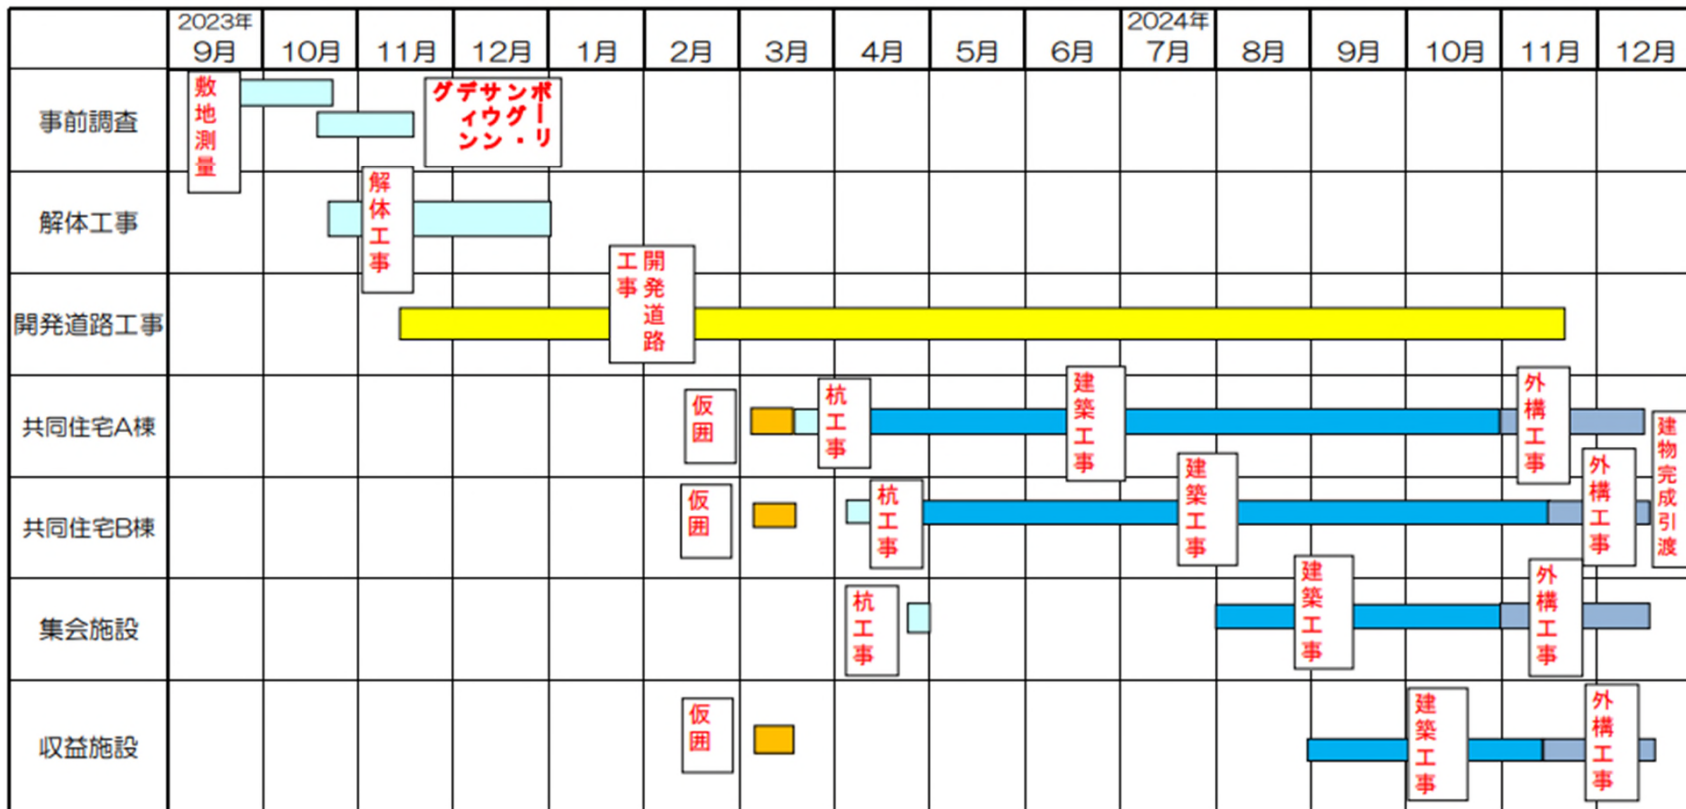 2023年
9月 10月 11月 12月 1月 2月 3月 4月 5月 6月
2024年
7月 8月 9月 10月 11月 12月
事前調査
敷地測量
ボーリング・サウンディング
解体工事
解体工事
開発道路工事
開発道路
工事
共同住宅A棟
仮囲
杭工事
建築工事
外構工事
建物完成引渡
共同住宅B棟
仮囲
杭工事
建築工事
外構工事
集会施設
杭工事
建築工事
外構工事
収益施設
仮囲
建築工事
外構工事